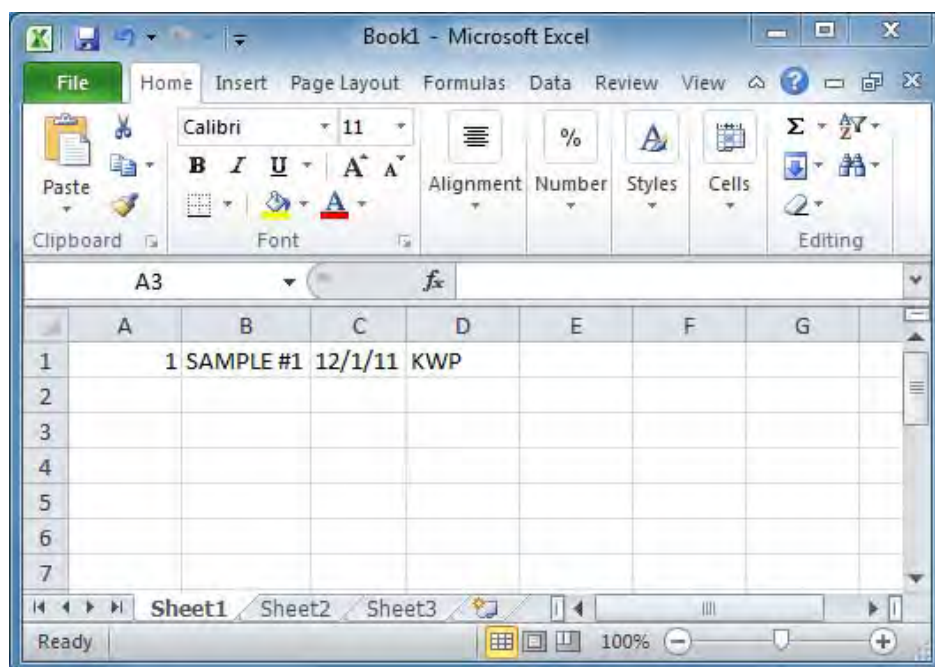 Book1 - Microsoft Excel
File Home Insert Page Layout Formulas Data Review View
Calibri 11
Paste B I U A A Alignment % Number A Styles Cells Σ A Z
Clipboard Font Editing
A3 fx
A B C D E F G
1 1 SAMPLE #1 12/1/11 KWP
2
3
4
5
6
7
Sheet1 Sheet2 Sheet3
Ready 100%